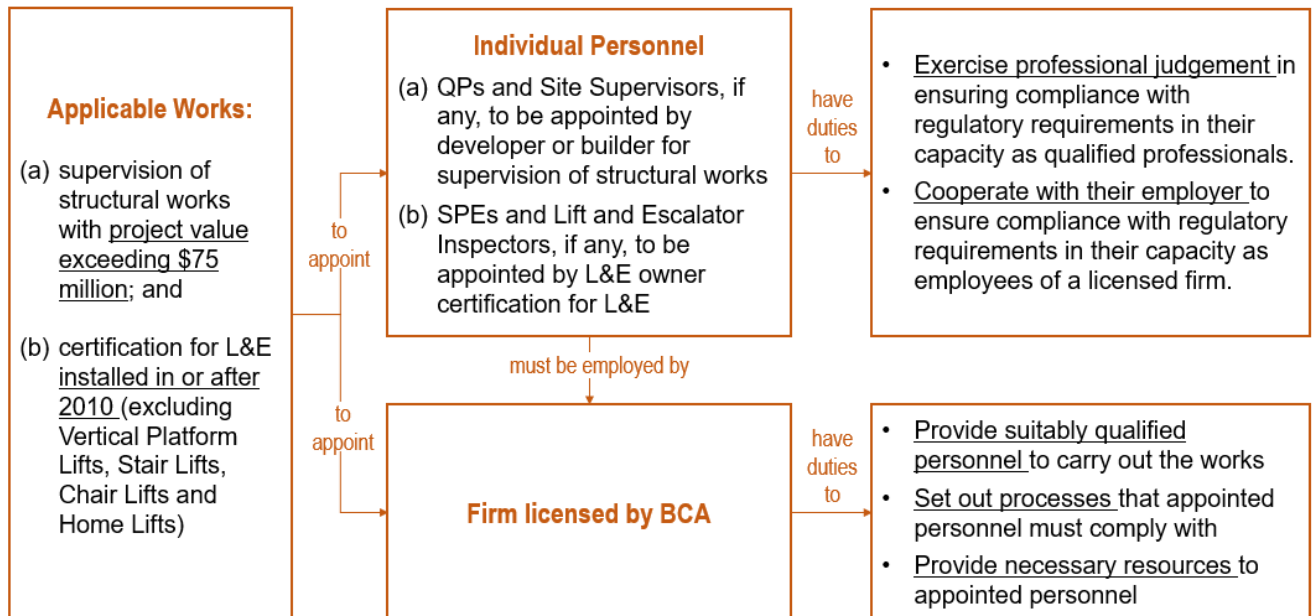 Applicable Works:
(a) supervision of
structural works
with project value
exceeding $75
million; and
(b) certification for L&E
installed in or after
2010 (excluding
Vertical Platform
Lifts, Stair Lifts,
Chair Lifts and
Home Lifts)
to
appoint
to
appoint
Individual Personnel
(a) QPs and Site Supervisors, if
any, to be appointed by
developer or builder for
supervision of structural works
(b) SPEs and Lift and Escalator
Inspectors, if any, to be
appointed by L&E owner
certification for L&E
have
duties
to
• Exercise professional judgement in
ensuring compliance with
regulatory requirements in their
capacity as qualified professionals.
• Cooperate with their employer to
ensure compliance with regulatory
requirements in their capacity as
employees of a licensed firm.
must be employed by
Firm licensed by BCA
have
duties
to
• Provide suitably qualified
personnel to carry out the works
• Set out processes that appointed
personnel must comply with
• Provide necessary resources to
appointed personnel